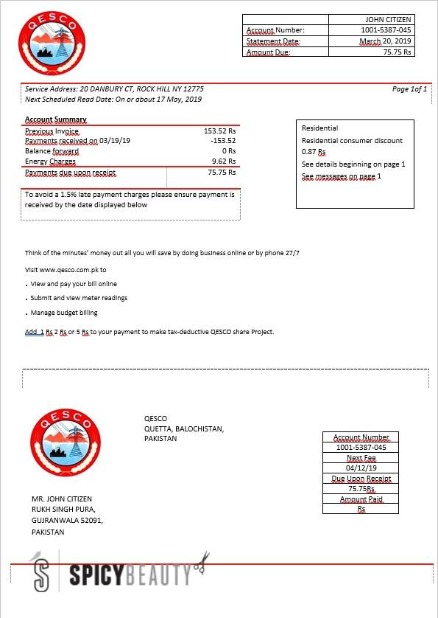 QESCO
JOHN CITIZEN
Account Number: 1001-5387-045
Statement Date: March 20, 2019
Amount Due: 75.75 Rs
Service Address: 20 DANBURY CT, ROCK HILL NY 12775 Page 1of 1
Next Scheduled Read Date: On or about 17 May, 2019
Account Summary
Previous Invoice 153.52 Rs
Payments received on 03/19/19 -153.52
Balance forward 0 Rs
Energy Charges 9.62 Rs
Payments due upon receipt 75.75 Rs
To avoid a 1.5% late payment charges please ensure payment is
received by the date displayed below
Residential
Residential consumer discount
0.87 Rs
See details beginning on page 1
See messages on page 1
Think of the minutes' money out all you will save by doing business online or by phone 27/7
Visit www.qesco.com.pk to
• View and pay your bill online
• Submit and view meter readings
• Manage budget billing
Add 1 Rs 2 Rs or 5 Rs to your payment to make tax-deductive QESCO share Project.
QESCO
QESCO
QUETTA, BALOCHISTAN,
PAKISTAN
Account Number
1001-5387-045
Next Fee
04/12/19
Due Upon Receipt
75.75Rs
Amount Paid
Rs
MR. JOHN CITIZEN
RUKH SINGH PURA,
GUJRANWALA 52091,
PAKISTAN
S SPICYBEAUTY